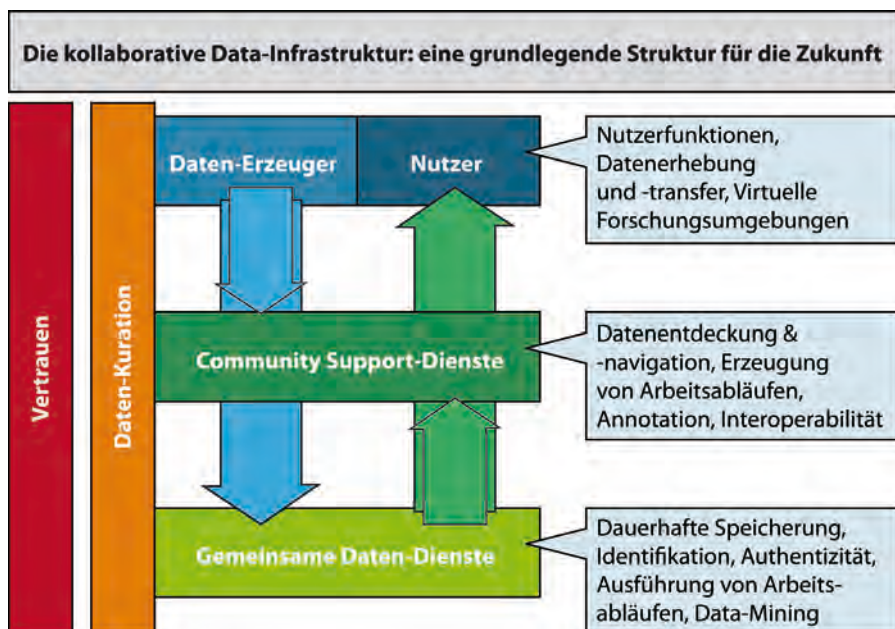 Die kollaborative Data-Infrastruktur: eine grundlegende Struktur für die Zukunft
Vertrauen
Daten-Kuration
Daten-Erzeuger
Nutzer
Nutzerfunktionen,
Datenerhebung
und -transfer, Virtuelle
Forschungsumgebungen
Community Support-Dienste
Datenentdeckung &
-navigation, Erzeugung
von Arbeitsabläufen,
Annotation, Interoperabilität
Gemeinsame Daten-Dienste
Dauerhafte Speicherung,
Identifikation, Authentizität,
Ausführung von Arbeits-
abläufen, Data-Mining